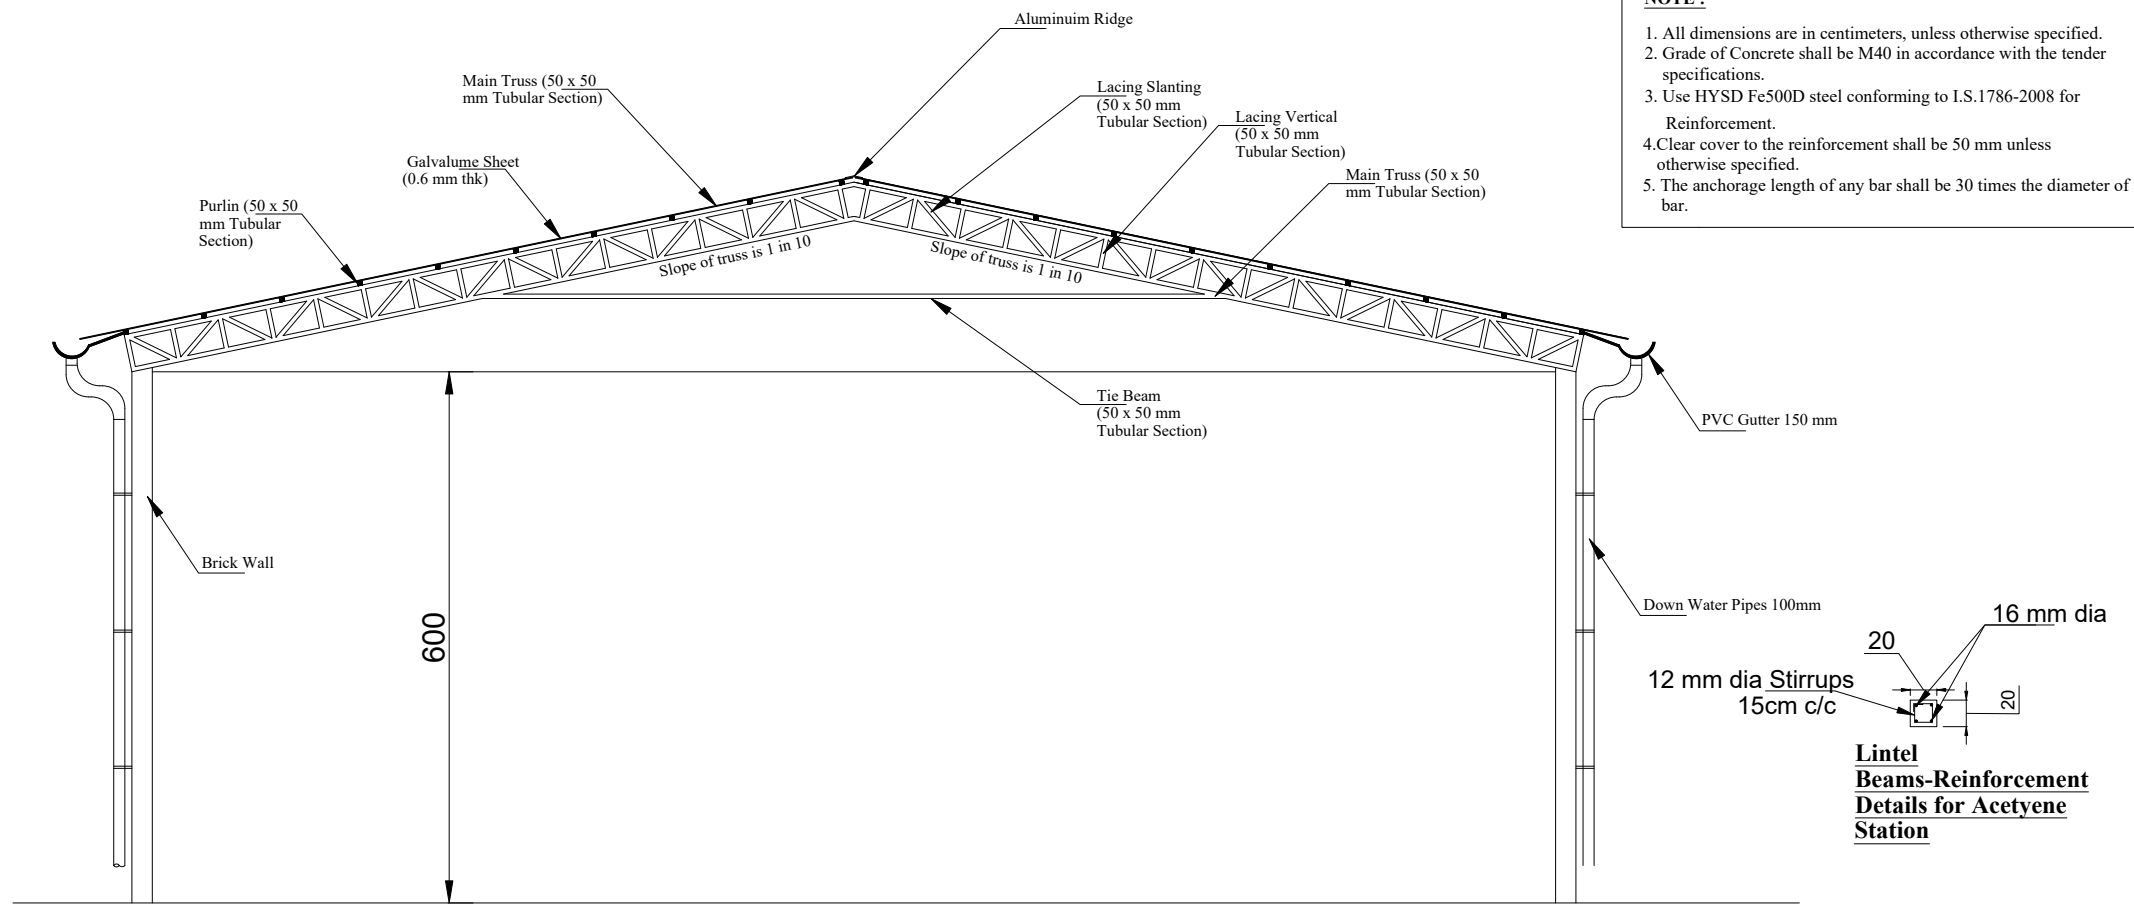 Aluminuim Ridge
Main Truss (50 x 50
mm Tubular Section)
Lacing Slanting
(50 x 50 mm
Tubular Section)
Lacing Vertical
(50 x 50 mm
Tubular Section)
Galvalume Sheet
(0.6 mm thk)
Main Truss (50 x 50
mm Tubular Section)
Purlin (50 x 50
mm Tubular
Section)
Slope of truss is 1 in 10
Slope of truss is 1 in 10
Tie Beam
(50 x 50 mm
Tubular Section)
PVC Gutter 150 mm
Brick Wall
600
Down Water Pipes 100mm
NOTE :
1. All dimensions are in centimeters, unless otherwise specified.
2. Grade of Concrete shall be M40 in accordance with the tender
specifications.
3. Use HYSD Fe500D steel conforming to I.S.1786-2008 for
Reinforcement.
4.Clear cover to the reinforcement shall be 50 mm unless
otherwise specified.
5. The anchorage length of any bar shall be 30 times the diameter of
bar.
16 mm dia
20
12 mm dia Stirrups
15cm c/c
20
Lintel
Beams-Reinforcement
Details for Acetyene
Station